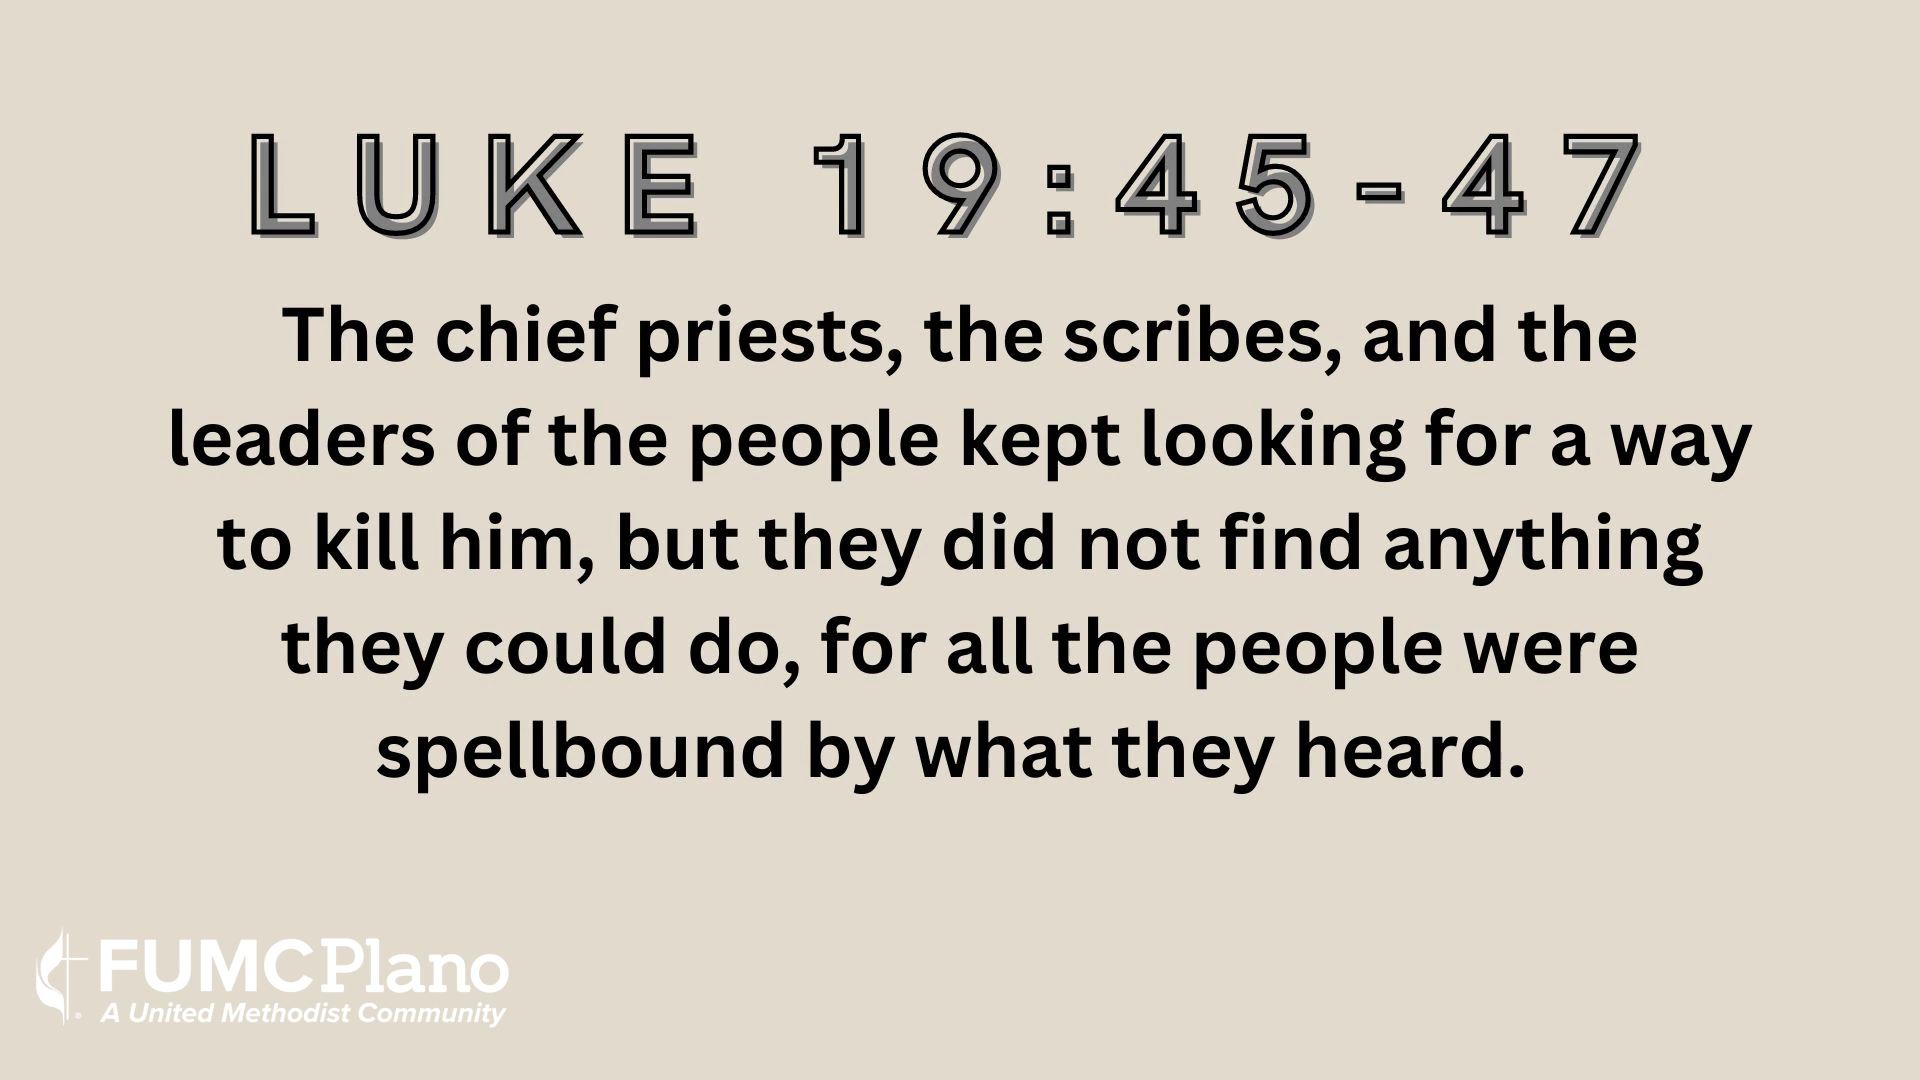 LUKE 19:45-47
The chief priests, the scribes, and the
leaders of the people kept looking for a way
to kill him, but they did not find anything
they could do, for all the people were
spellbound by what they heard.
FUMCPlano
A United Methodist Community